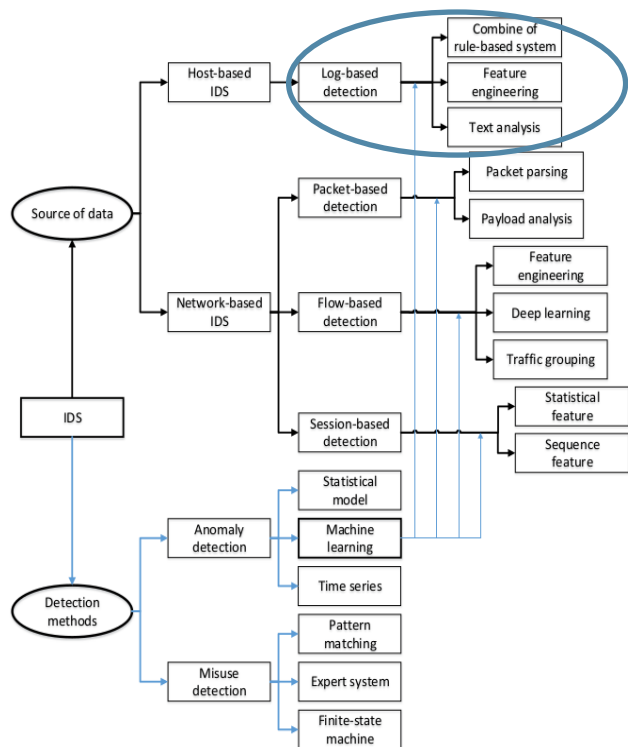 Combine of
rule-based system
Host-based
IDS
Log-based
detection
Feature
engineering
Text analysis
Packet parsing
Packet-based
detection
Source of data
Payload analysis
Feature
engineering
Network-based
IDS
Flow-based
detection
Deep learning
Traffic grouping
Statistical
feature
IDS
Session-based
detection
Sequence
feature
Statistical
model
Anomaly
detection
Machine
learning
Time series
Detection
methods
Pattern
matching
Misuse
detection
Expert system
Finite-state
machine